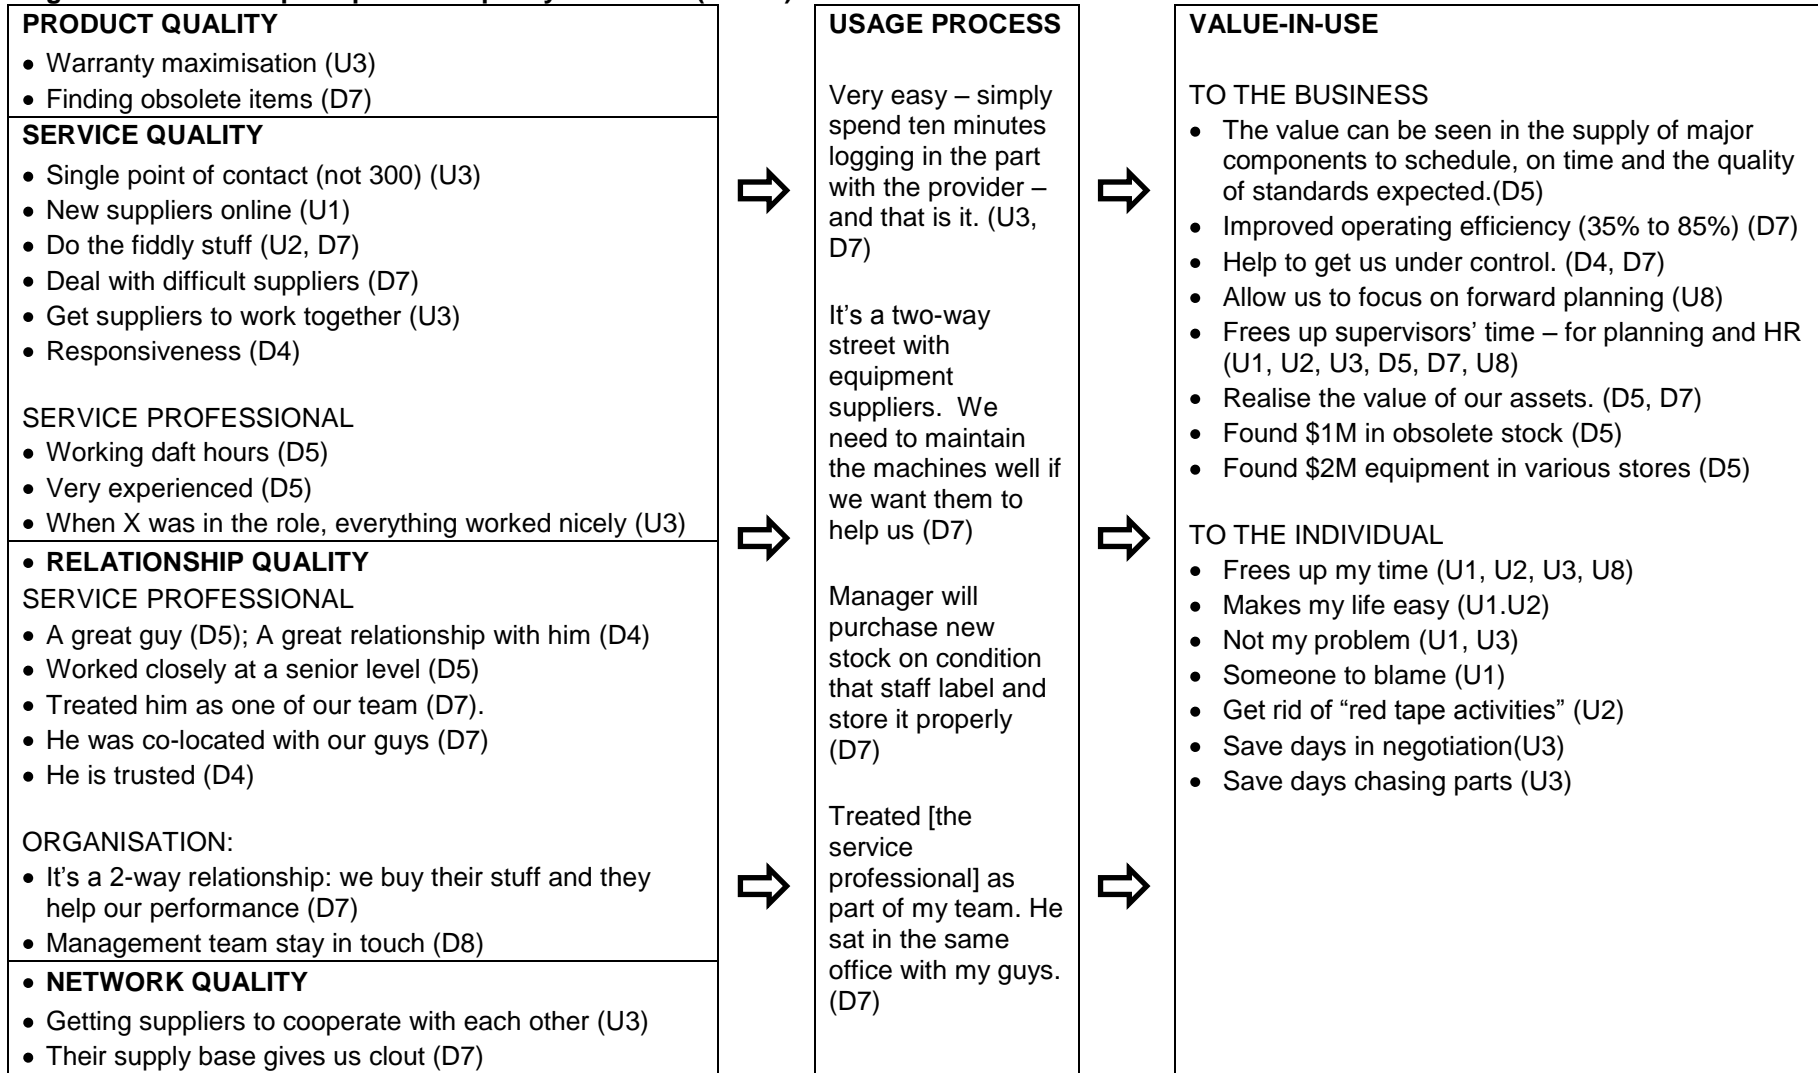 PRODUCT QUALITY
• Warranty maximisation (U3)
• Finding obsolete items (D7)
SERVICE QUALITY
• Single point of contact (not 300) (U3)
• New suppliers online (U1)
• Do the fiddly stuff (U2, D7)
• Deal with difficult suppliers (D7)
• Get suppliers to work together (U3)
• Responsiveness (D4)
SERVICE PROFESSIONAL
• Working daft hours (D5)
• Very experienced (D5)
• When X was in the role, everything worked nicely (U3)
• RELATIONSHIP QUALITY
SERVICE PROFESSIONAL
• A great guy (D5); A great relationship with him (D4)
• Worked closely at a senior level (D5)
• Treated him as one of our team (D7).
• He was co-located with our guys (D7)
• He is trusted (D4)
ORGANISATION:
• It’s a 2-way relationship: we buy their stuff and they
help our performance (D7)
• Management team stay in touch (D8)
• NETWORK QUALITY
• Getting suppliers to cooperate with each other (U3)
• Their supply base gives us clout (D7)
USAGE PROCESS
Very easy – simply
spend ten minutes
logging in the part
with the provider –
and that is it. (U3,
D7)
It’s a two-way
street with
equipment
suppliers. We
need to maintain
the machines well if
we want them to
help us (D7)
Manager will
purchase new
stock on condition
that staff label and
store it properly
(D7)
Treated [the
service
professional] as
part of my team. He
sat in the same
office with my guys.
(D7)
VALUE-IN-USE
TO THE BUSINESS
• The value can be seen in the supply of major
components to schedule, on time and the quality
of standards expected.(D5)
• Improved operating efficiency (35% to 85%) (D7)
• Help to get us under control. (D4, D7)
• Allow us to focus on forward planning (U8)
• Frees up supervisors’ time – for planning and HR
(U1, U2, U3, D5, D7, U8)
• Realise the value of our assets. (D5, D7)
• Found $1M in obsolete stock (D5)
• Found $2M equipment in various stores (D5)
TO THE INDIVIDUAL
• Frees up my time (U1, U2, U3, U8)
• Makes my life easy (U1.U2)
• Not my problem (U1, U3)
• Someone to blame (U1)
• Get rid of “red tape activities” (U2)
• Save days in negotiation(U3)
• Save days chasing parts (U3)